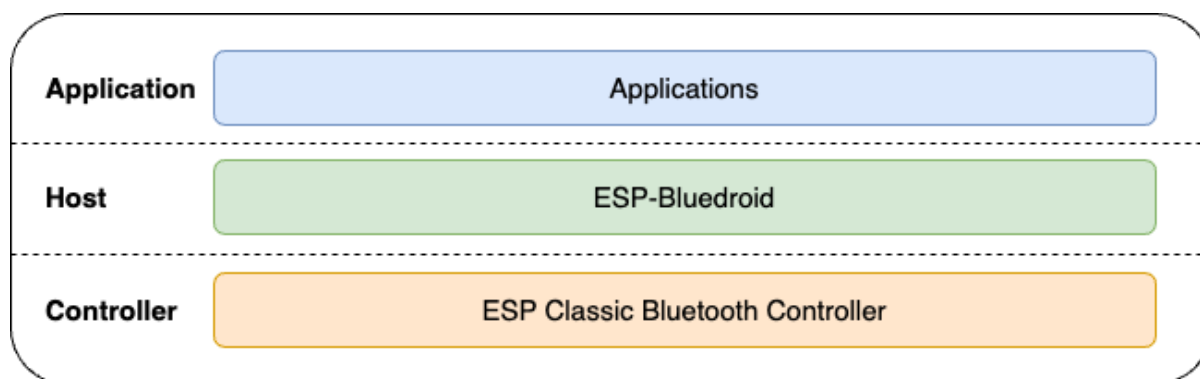 Application Applications
Host ESP-Bluedroid
Controller ESP Classic Bluetooth Controller